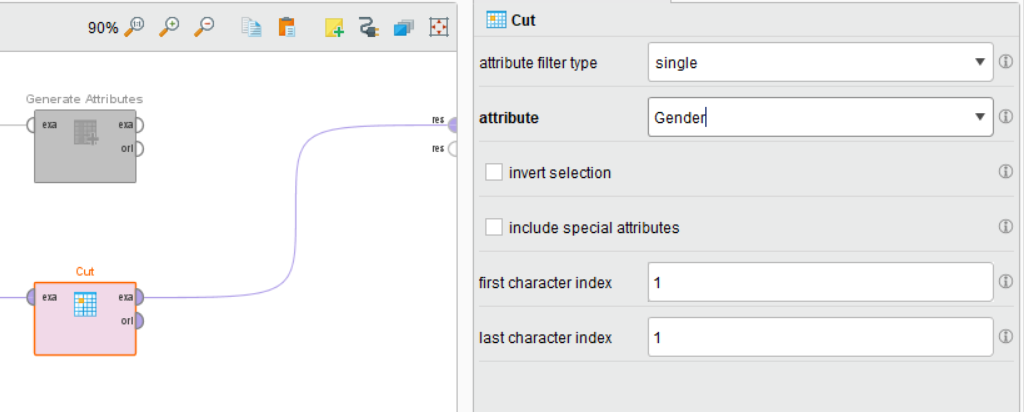 90%
Generate Attributes
exa exa
ori
res
res
Cut
exa exa
ori
Cut
attribute filter type single
attribute Gender
invert selection
include special attributes
first character index 1
last character index 1